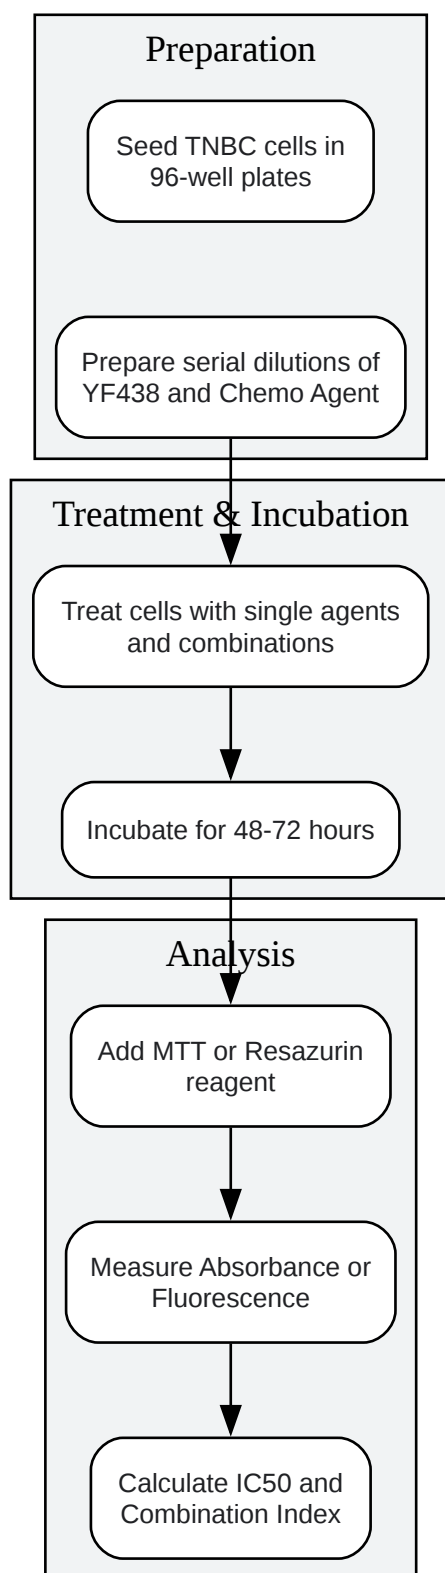 Preparation
Seed TNBC cells in
96-well plates
Prepare serial dilutions of
YF438 and Chemo Agent
Treatment & Incubation
Treat cells with single agents
and combinations
Incubate for 48-72 hours
Analysis
Add MTT or Resazurin
reagent
Measure Absorbance or
Fluorescence
Calculate IC50 and
Combination Index